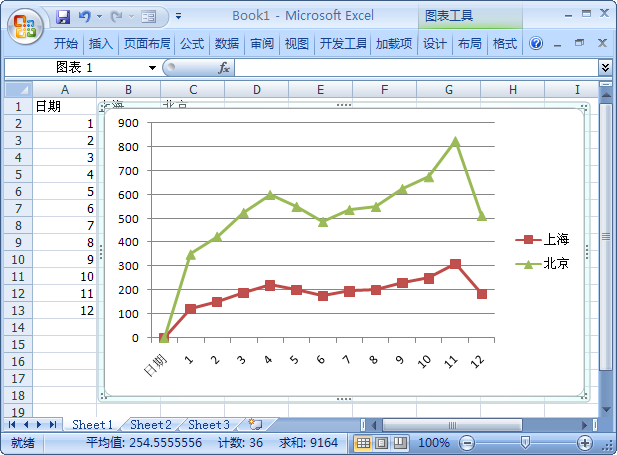 Book1 - Microsoft Excel 图表工具
开始 插入 页面布局 公式 数据 审阅 视图 开发工具 加载项 设计 布局 格式
图表 1 fx
A B C D E F G H I
1 日期 上海 北京
2 1
3 2
4 3
5 4
6 5
7 6
8 7
9 8
10 9
11 10
12 11
13 12
14
15
16
17
18
19
900
800
700
600
500
400
300
200
100
0
日期 1 2 3 4 5 6 7 8 9 10 11 12
上海
北京
Sheet1 Sheet2 Sheet3
就绪 平均值: 254.5555556 计数: 36 求和: 9164 100%